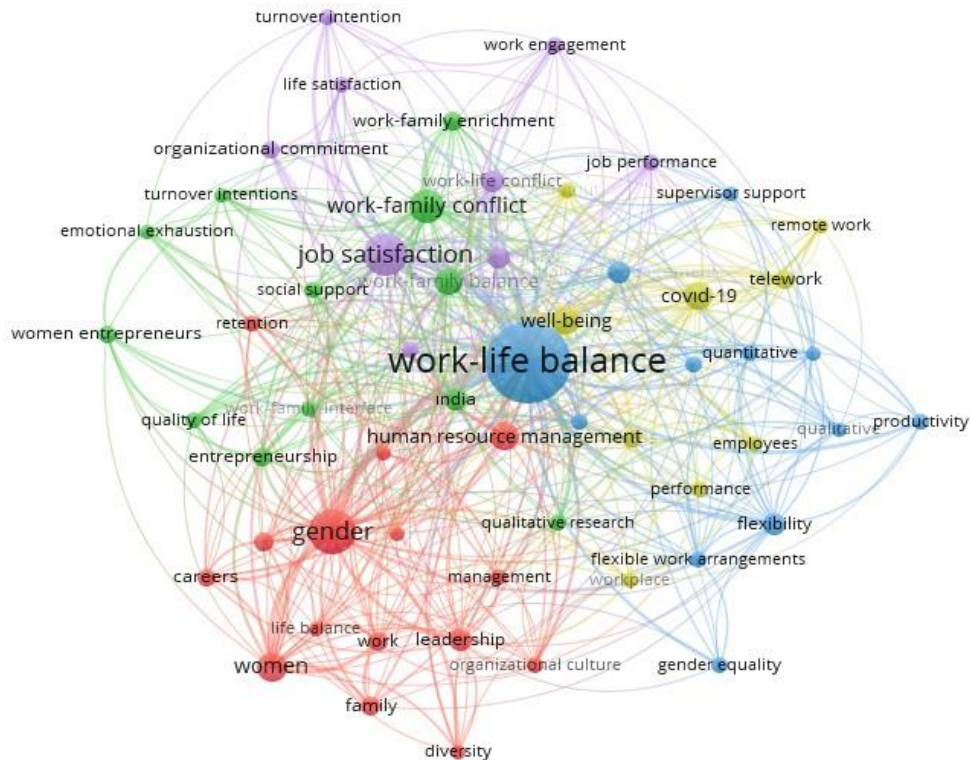 turnover intention
work engagement
life satisfaction
work-family enrichment
organizational commitment
job performance
work-life conflict
turnover intentions
supervisor support
work-family conflict
remote work
emotional exhaustion
job satisfaction
work-family balance
telework
social support
covid-19
retention
well-being
women entrepreneurs
work-life balance
quantitative
india
work-family interface
quality of life
productivity
qualitative
human resource management
employees
entrepreneurship
performance
gender
qualitative research
flexibility
flexible work arrangements
careers
management
workplace
life balance
work
leadership
women
organizational culture
gender equality
family
diversity